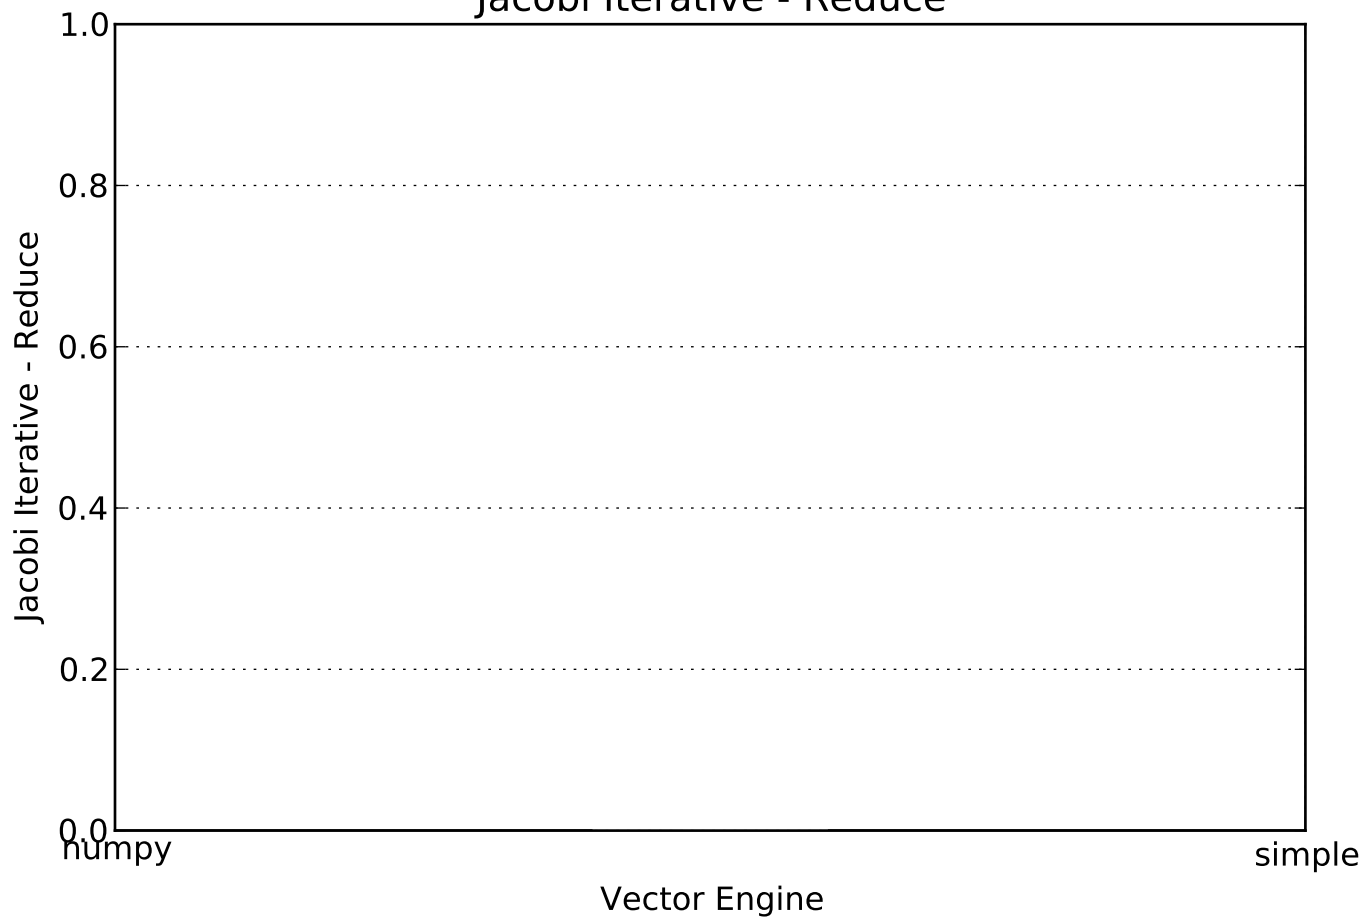 Jacobi Iterative - Reduce
1.0
0.8
0.6
0.4
0.2
0.0
Jacobi Iterative - Reduce
numpy
simple
Vector Engine